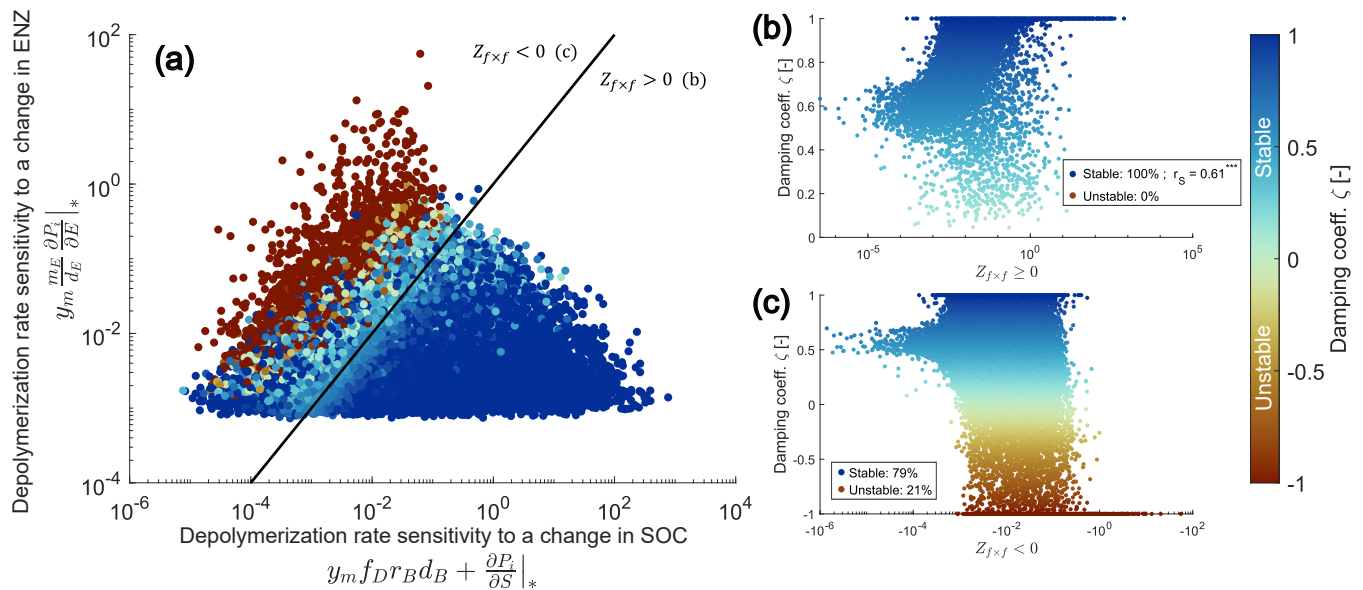 (a)
Z_{f×f} < 0 (c)
Z_{f×f} > 0 (b)
Depolymerization rate sensitivity to a change in ENZ
y_m \frac{m_E}{d_E} \frac{∂P_i}{∂E}|_*
10^2
10^0
10^{-2}
10^{-4}
10^{-6} 10^{-4} 10^{-2} 10^0 10^2 10^4
Depolymerization rate sensitivity to a change in SOC
y_m f_D r_B d_B + \frac{∂P_i}{∂S}|_*
(b)
Damping coeff. ζ [-]
1
0.8
0.6
0.4
0.2
0
Stable: 100% ; r_S = 0.61^{***}
Unstable: 0%
10^{-5} 10^0 10^5
Z_{f×f} ≥ 0
(c)
Damping coeff. ζ [-]
1
0.5
0
-0.5
-1
Stable: 79%
Unstable: 21%
-10^{-6} -10^{-4} -10^{-2} -10^0 -10^2
Z_{f×f} < 0
Stable
Unstable
1
0.5
0
-0.5
-1
Damping coeff. ζ [-]